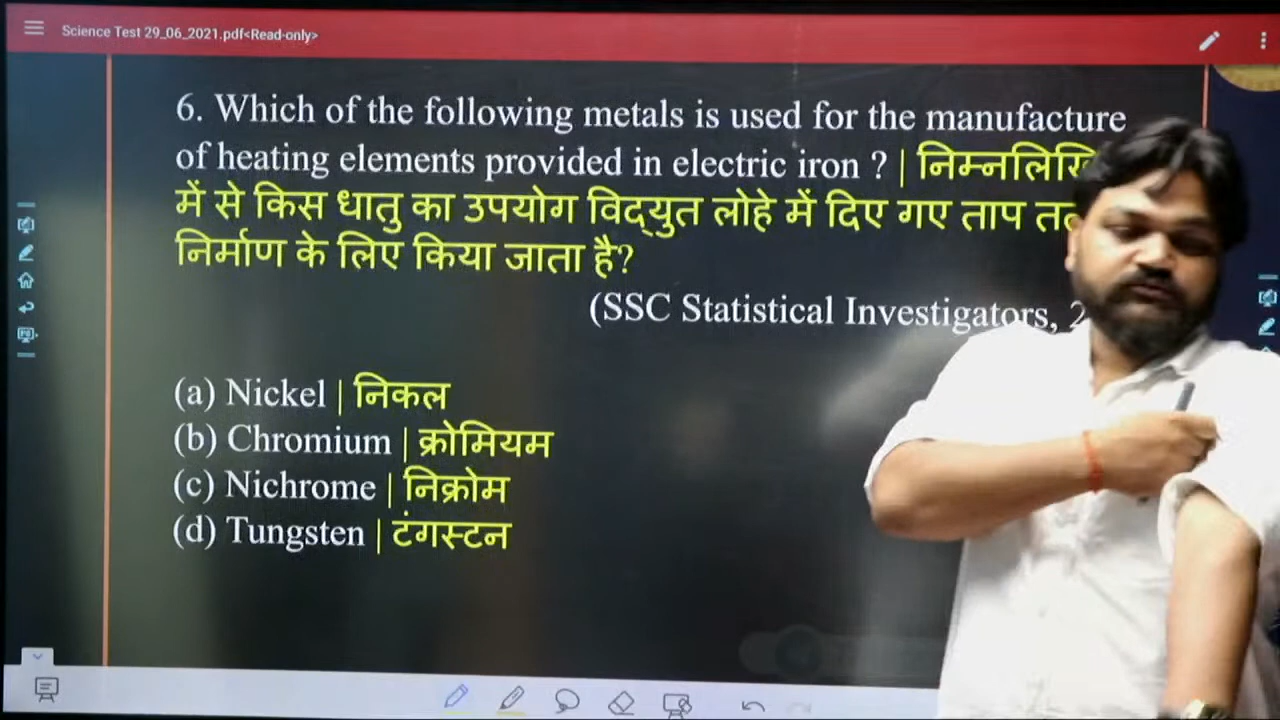 Science Test 29_06_2021.pdf<Read-only>
6. Which of the following metals is used for the manufacture
of heating elements provided in electric iron ? |
में से किस धातु का उपयोग विद्युत लोहे में दिए गए ताप
निर्माण के लिए किया जाता है?
(SSC Statistical Investigators,
(a) Nickel | निकल
(b) Chromium | क्रोमियम
(c) Nichrome | निक्रोम
(d) Tungsten | टंगस्टन